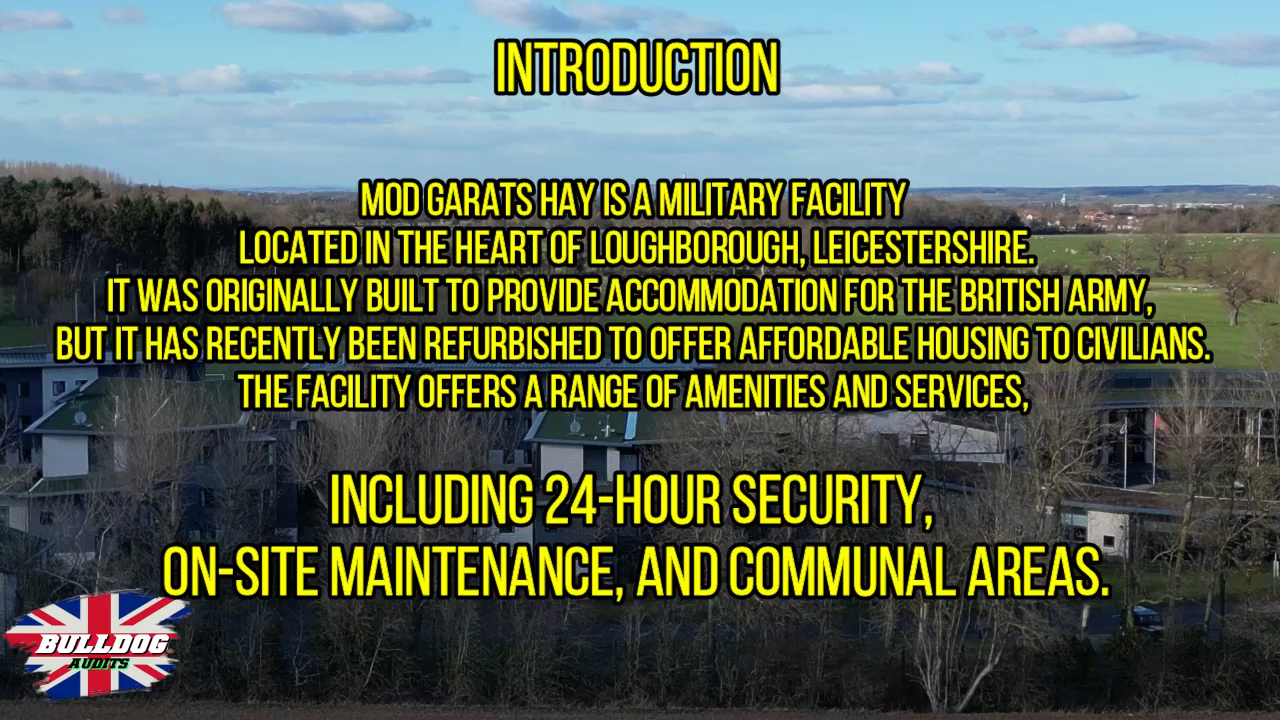 INTRODUCTION
MOD GARATS HAY IS A MILITARY FACILITY
LOCATED IN THE HEART OF LOUGHBOROUGH, LEICESTERSHIRE.
IT WAS ORIGINALLY BUILT TO PROVIDE ACCOMMODATION FOR THE BRITISH ARMY,
BUT IT HAS RECENTLY BEEN REFURBISHED TO OFFER AFFORDABLE HOUSING TO CIVILIANS.
THE FACILITY OFFERS A RANGE OF AMENITIES AND SERVICES,
INCLUDING 24-HOUR SECURITY,
ON-SITE MAINTENANCE, AND COMMUNAL AREAS.
BULLDOG
AUDITS